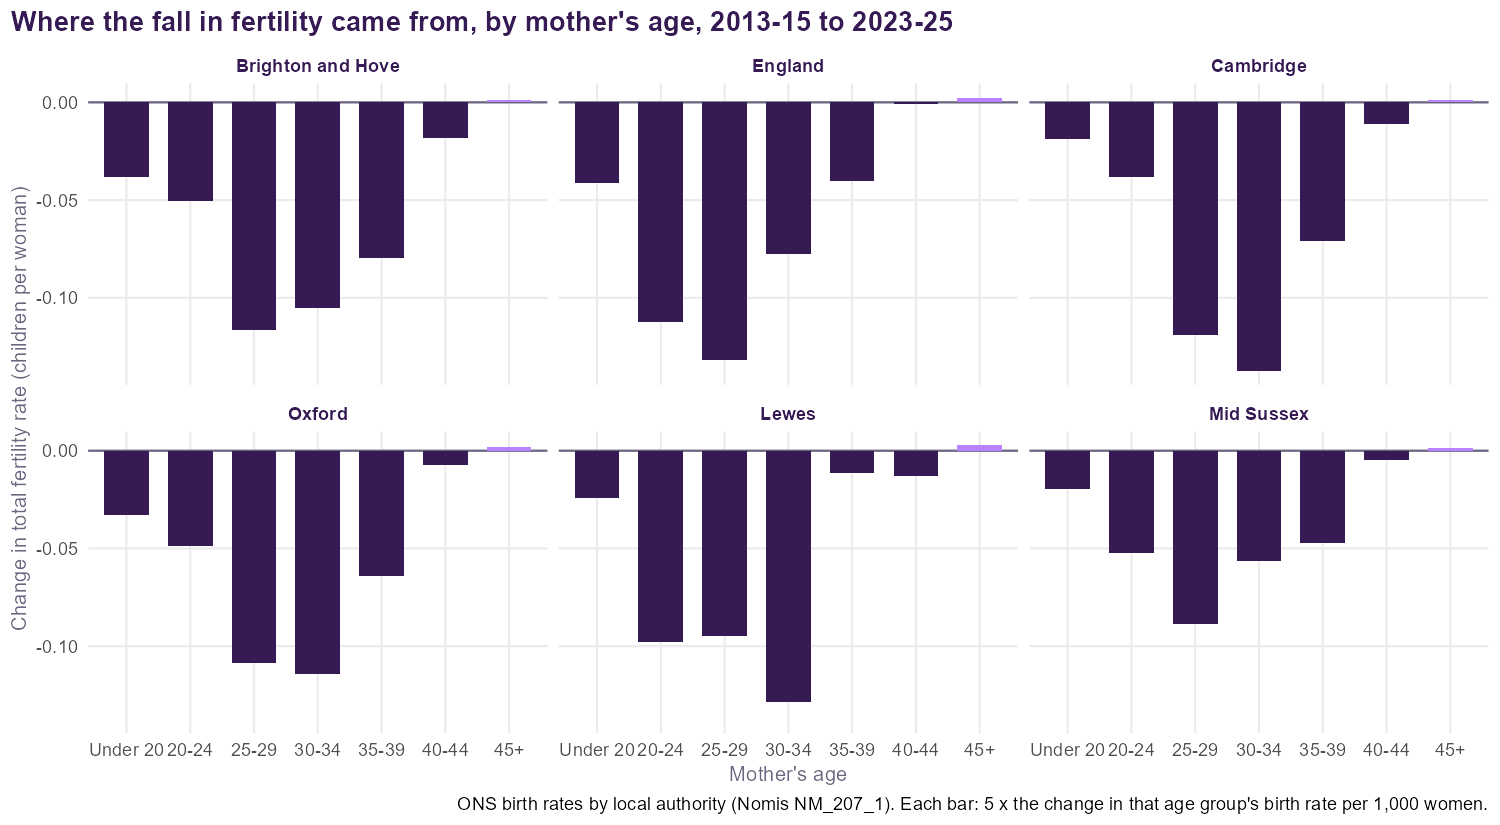 Where the fall in fertility came from, by mother's age, 2013-15 to 2023-25
Brighton and Hove
England
Cambridge
Change in total fertility rate (children per woman)
0.00
-0.05
-0.10
Oxford
Lewes
Mid Sussex
0.00
-0.05
-0.10
Under 20 20-24 25-29 30-34 35-39 40-44 45+
Under 20 20-24 25-29 30-34 35-39 40-44 45+
Under 20 20-24 25-29 30-34 35-39 40-44 45+
Mother's age
ONS birth rates by local authority (Nomis NM_207_1). Each bar: 5 x the change in that age group's birth rate per 1,000 women.